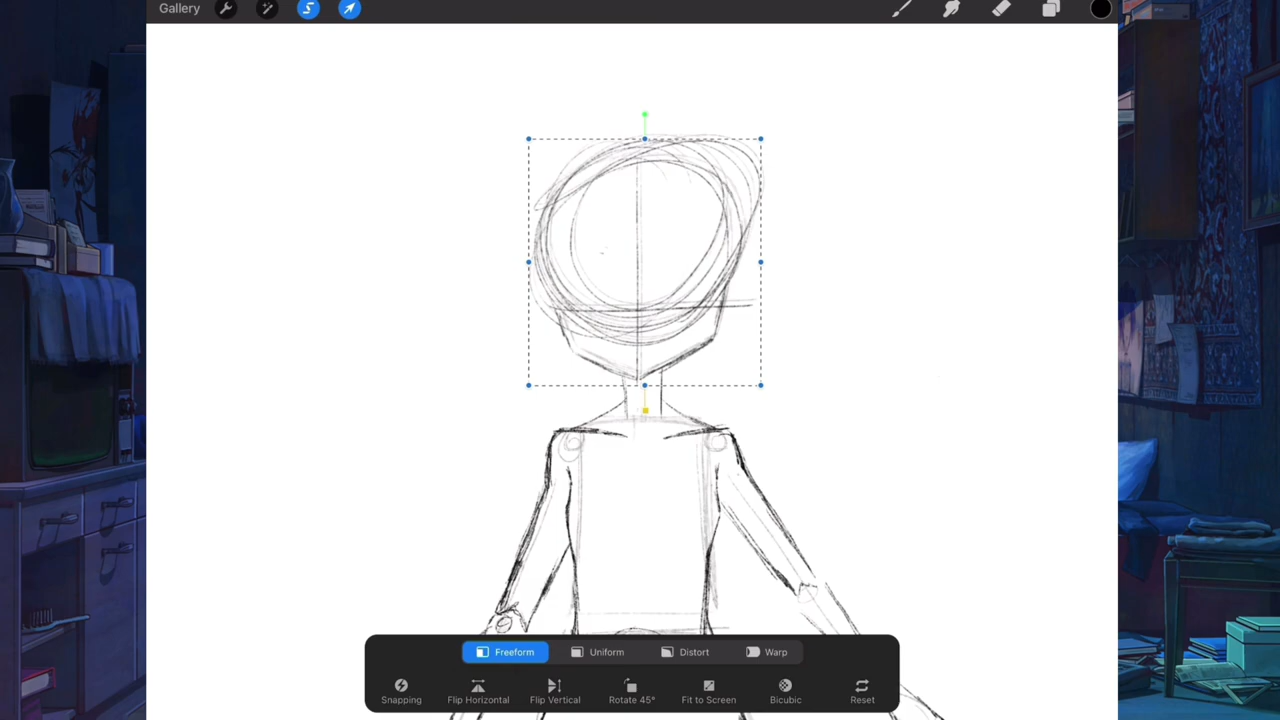 Gallery
Freeform Uniform Distort Warp
Snapping Flip Horizontal Flip Vertical Rotate 45° Fit to Screen Bicubic Reset